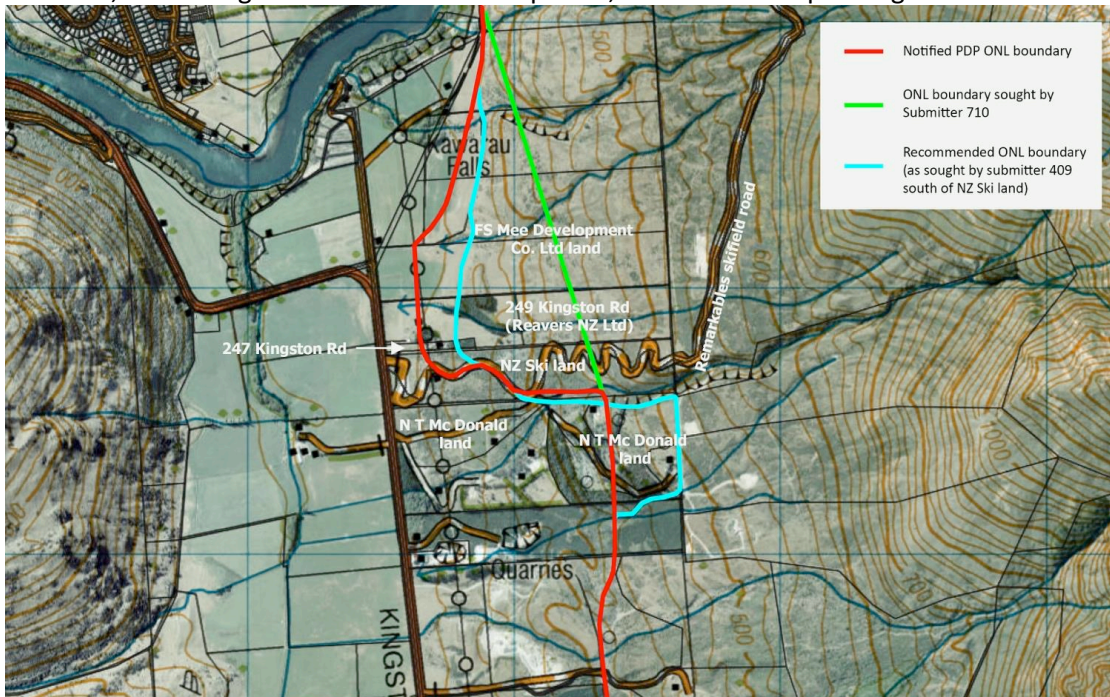 Notified PDP ONL boundary
ONL boundary sought by
Submitter 710
Recommended ONL boundary
(as sought by submitter 409
south of NZ Ski land)
500
600
Kawarau
Falls
FS Mee Development
Co. Ltd land
Remarkables skifield road
600
249 Kingston Rd
(Reavers NZ Ltd)
247 Kingston Rd
NZ Ski land
N T Mc Donald
land
N T Mc Donald
land
1000
Quarries
700
500
KINGST